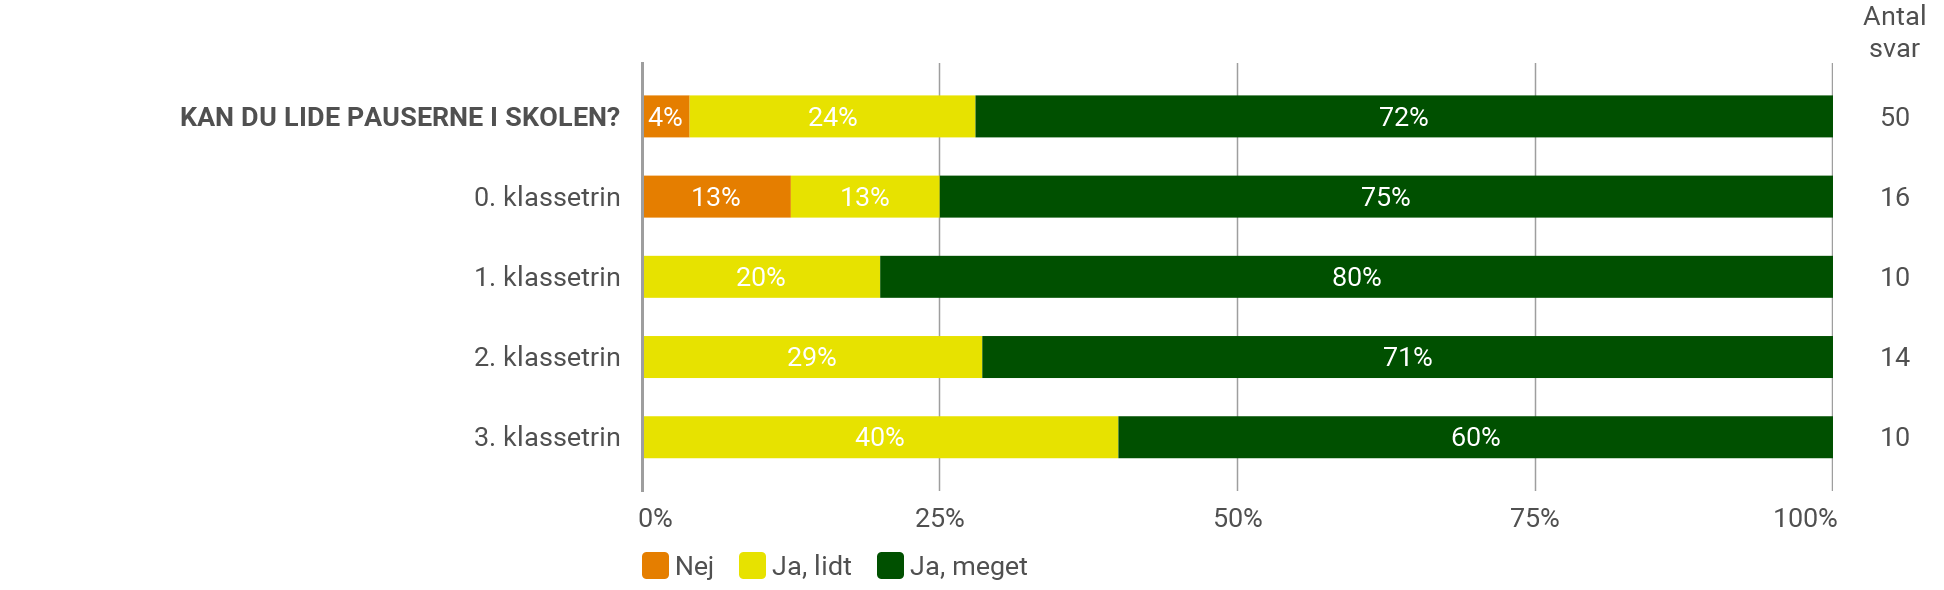 Antal
svar
KAN DU LIDE PAUSERNE I SKOLEN? 4% 24% 72% 50
0. klassetrin 13% 13% 75% 16
1. klassetrin 20% 80% 10
2. klassetrin 29% 71% 14
3. klassetrin 40% 60% 10
0% 25% 50% 75% 100%
Nej Ja, lidt Ja, meget